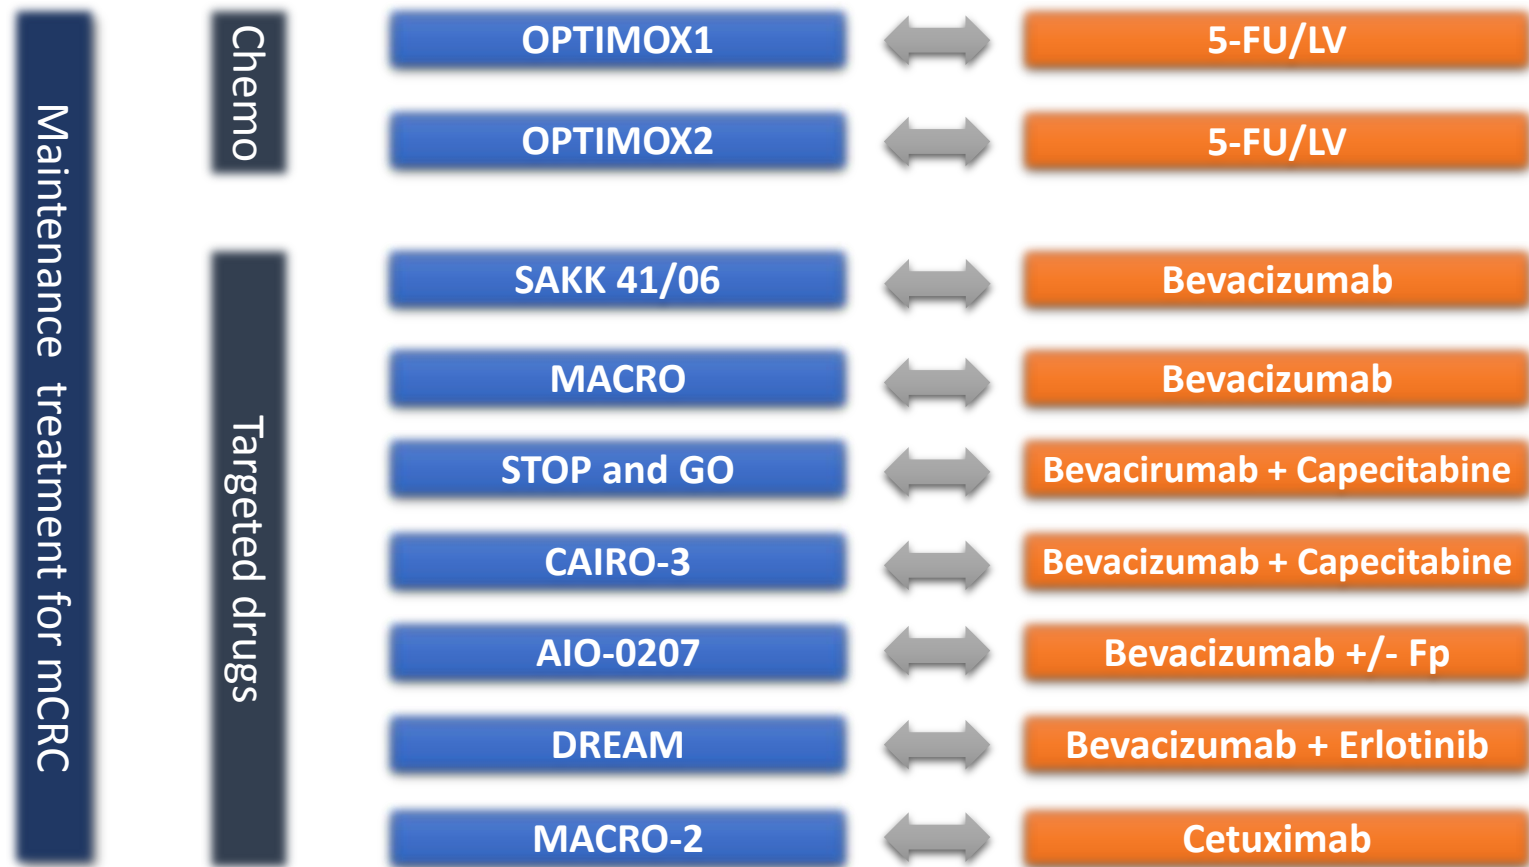 Maintenance treatment for mCRC
Chemo
OPTIMOX1
5-FU/LV
OPTIMOX2
5-FU/LV
Targeted drugs
SAKK 41/06
Bevacizumab
MACRO
Bevacizumab
STOP and GO
Bevacirumab + Capecitabine
CAIRO-3
Bevacizumab + Capecitabine
AIO-0207
Bevacizumab +/- Fp
DREAM
Bevacizumab + Erlotinib
MACRO-2
Cetuximab